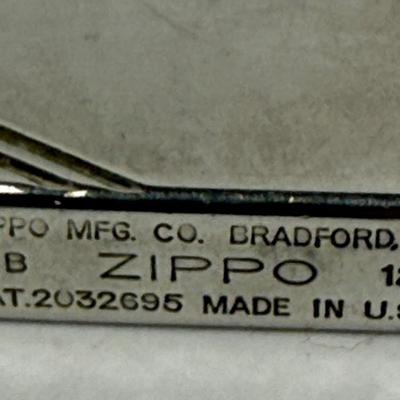 PPO MFG. CO. BRADFORD,
B ZIPPO 12
AT.2032695 MADE IN U.S